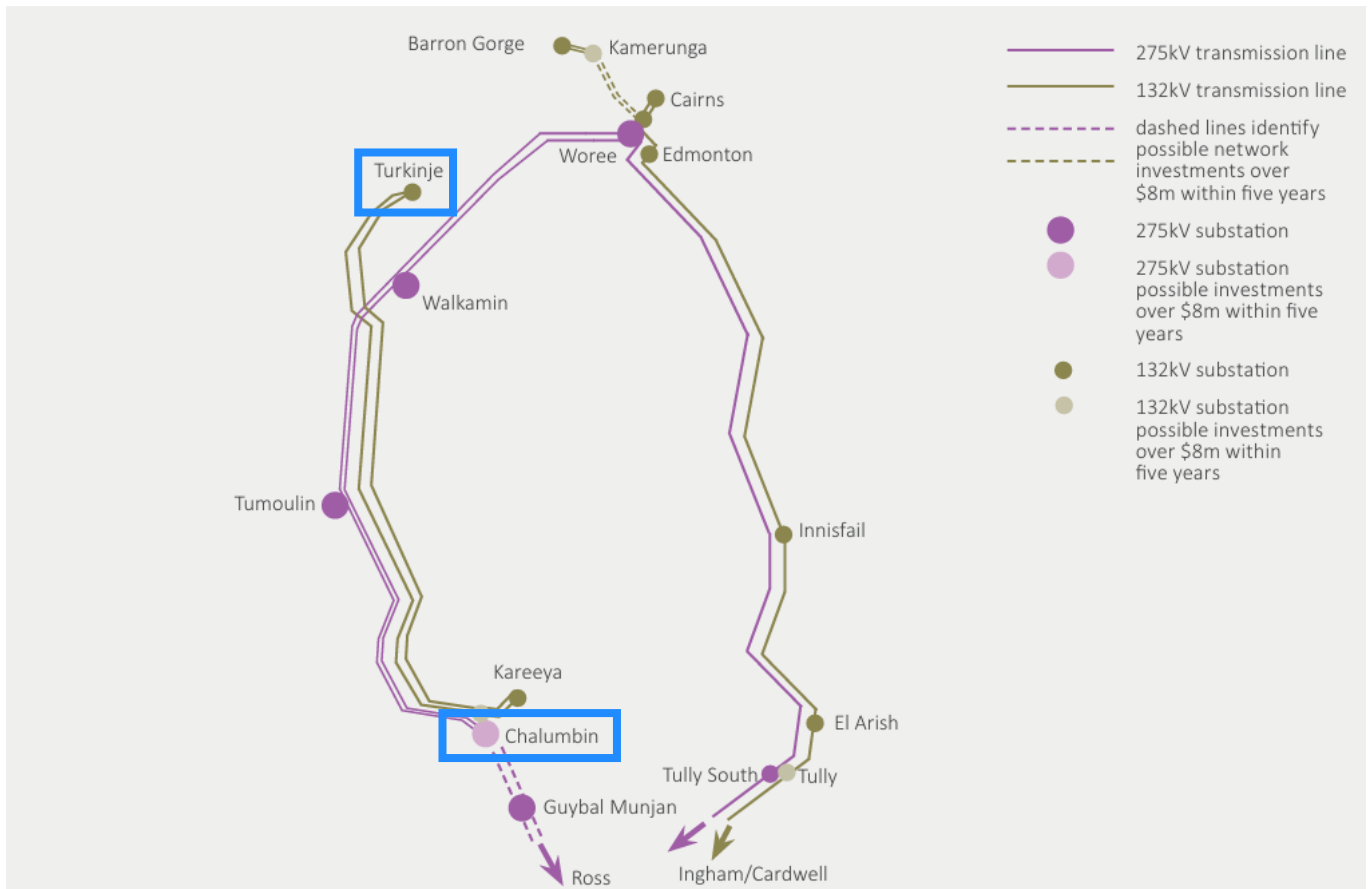 Barron Gorge
Kamerunga
Cairns
Woree
Edmonton
Turkinje
Walkamin
Tumoulin
Innisfail
Kareeya
Chalumbin
El Arish
Tully South
Tully
Guybal Munjan
Ross
Ingham/Cardwell
275kV transmission line
132kV transmission line
dashed lines identify
possible network
investments over
$8m within five years
275kV substation
275kV substation
possible investments
over $8m within five
years
132kV substation
132kV substation
possible investments
over $8m within
five years